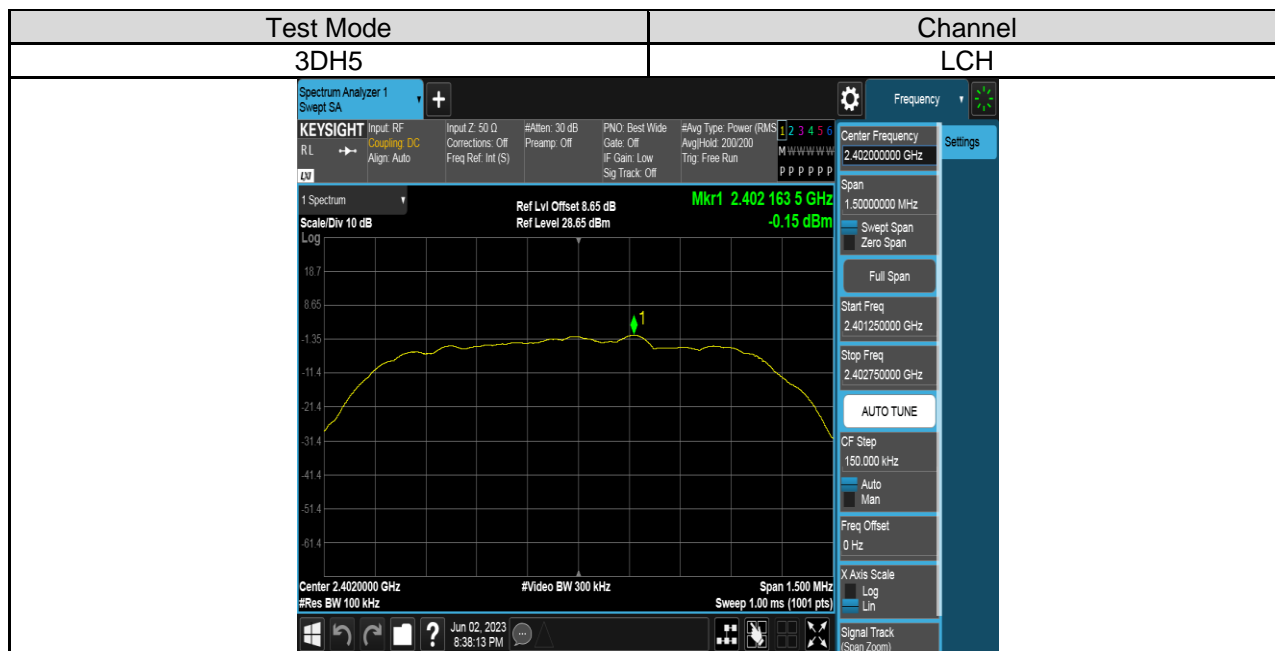 Test Mode Channel
3DH5 LCH
Spectrum Analyzer 1
Swept SA
+
Frequency
KEYSIGHT
RL
LXI
Input: RF
Coupling: DC
Align: Auto
Input Z: 50 Ω
Corrections: Off
Freq Ref: Int (S)
#Atten: 30 dB
Preamp: Off
PNO: Best Wide
Gate: Off
IF Gain: Low
Sig Track: Off
#Avg Type: Power (RMS
Avg|Hold: 200/200
Trig: Free Run
1 2 3 4 5 6
M W W W W W
P P P P P P
1 Spectrum
Scale/Div 10 dB
Log
Ref Lvl Offset 8.65 dB
Ref Level 28.65 dBm
Mkr1 2.402 163 5 GHz
-0.15 dBm
18.7
8.65
1
-1.35
-11.4
-21.4
-31.4
-41.4
-51.4
-61.4
Center 2.4020000 GHz
#Res BW 100 kHz
#Video BW 300 kHz
Span 1.500 MHz
Sweep 1.00 ms (1001 pts)
?
Jun 02, 2023
8:38:13 PM
Center Frequency
2.402000000 GHz
Settings
Span
1.50000000 MHz
Swept Span
Zero Span
Full Span
Start Freq
2.401250000 GHz
Stop Freq
2.402750000 GHz
AUTO TUNE
CF Step
150.000 kHz
Auto
Man
Freq Offset
0 Hz
X Axis Scale
Log
Lin
Signal Track
(Span Zoom)